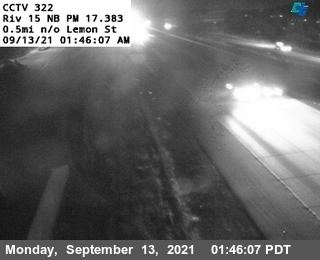 CCTV 322
Riv 15 NB PM 17.383
0.5mi n/o Lemon St
09/13/21 01:46:07 AM
Monday, September 13, 2021 01:46:07 PDT